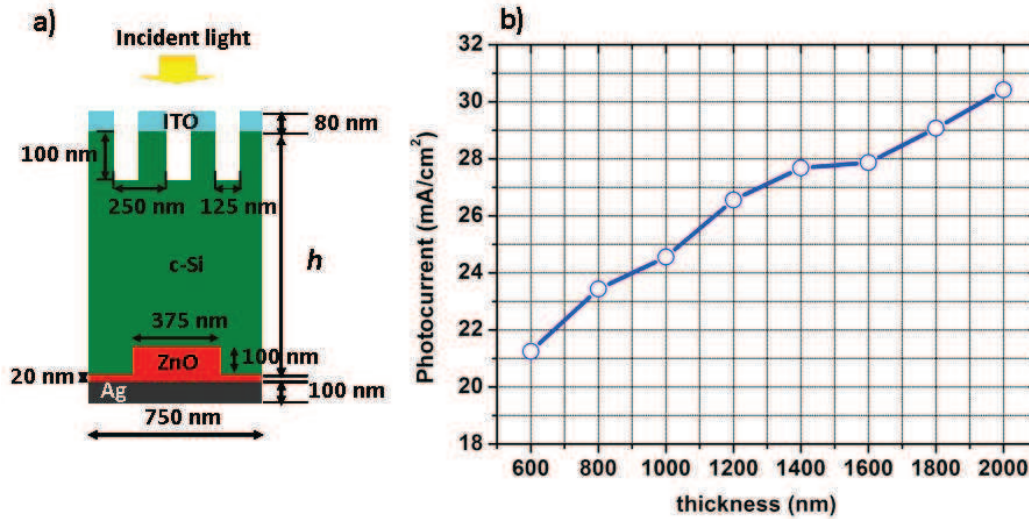 a)
Incident light
ITO
80 nm
100 nm
250 nm
125 nm
c-Si
h
375 nm
ZnO
100 nm
20 nm
Ag
100 nm
750 nm
b)
Photocurrent (mA/cm²)
32
30
28
26
24
22
20
18
600 800 1000 1200 1400 1600 1800 2000
thickness (nm)